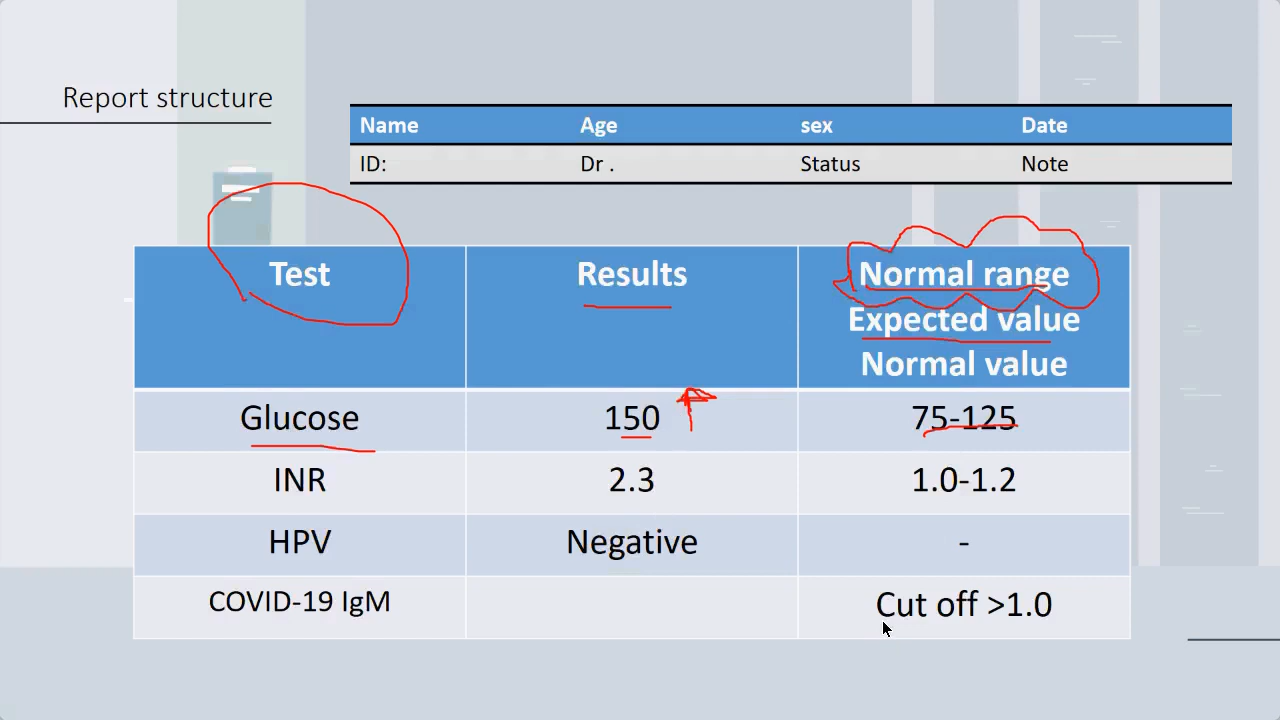 Report structure
Name Age sex Date
ID: Dr . Status Note
Test Results Normal range
Expected value
Normal value
Glucose 150 75-125
INR 2.3 1.0-1.2
HPV Negative -
COVID-19 IgM Cut off >1.0